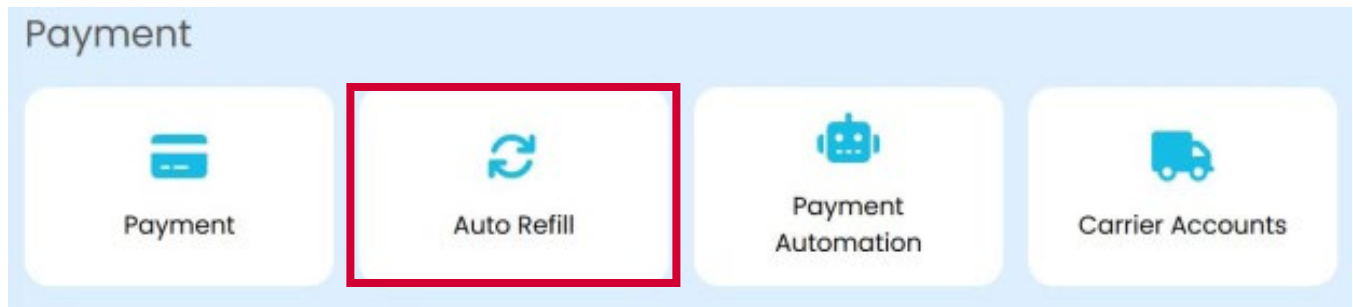 Payment
Payment
Auto Refill
Payment
Automation
Carrier Accounts